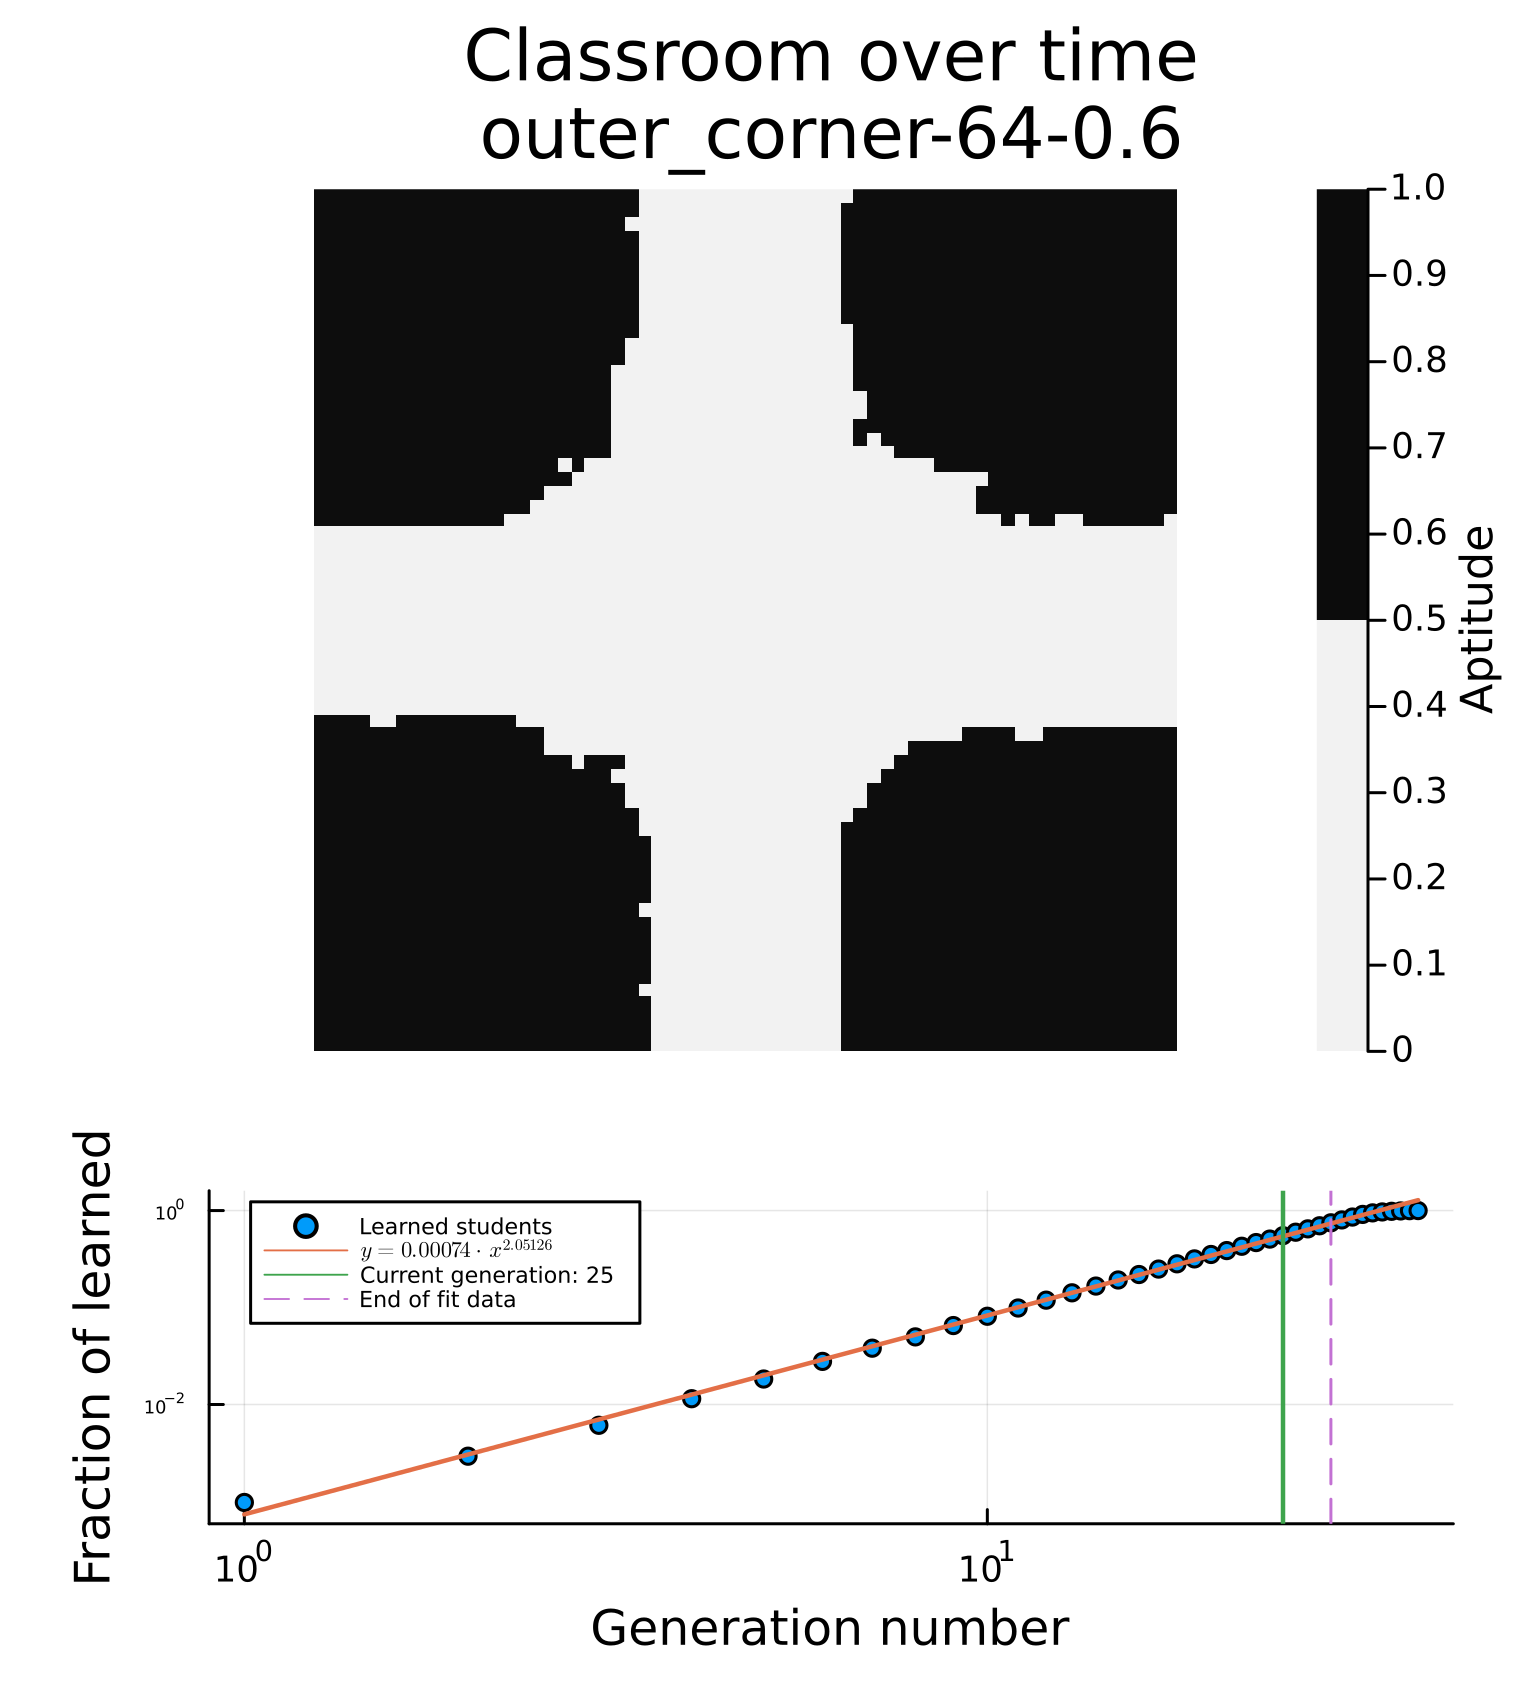 Classroom over time
outer_corner-64-0.6
1.0
0.9
0.8
0.7
0.6
0.5
0.4
0.3
0.2
0.1
0
Aptitude
Fraction of learned
10^0
10^-2
Learned students
y = 0.00074 · x^2.05126
Current generation: 25
End of fit data
10^0
10^1
Generation number